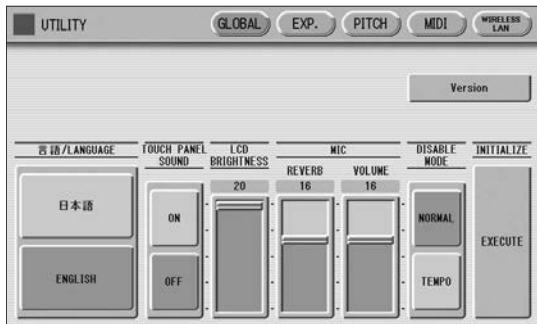 UTILITY
GLOBAL
EXP.
PITCH
MIDI
WIRELESS
LAN
Version
言語/LANGUAGE
日本語
ENGLISH
TOUCH PANEL
SOUND
ON
OFF
LCD
BRIGHTNESS
20
MIC
REVERB
16
VOLUME
16
DISABLE
MODE
NORMAL
TEMPO
INITIALIZE
EXECUTE